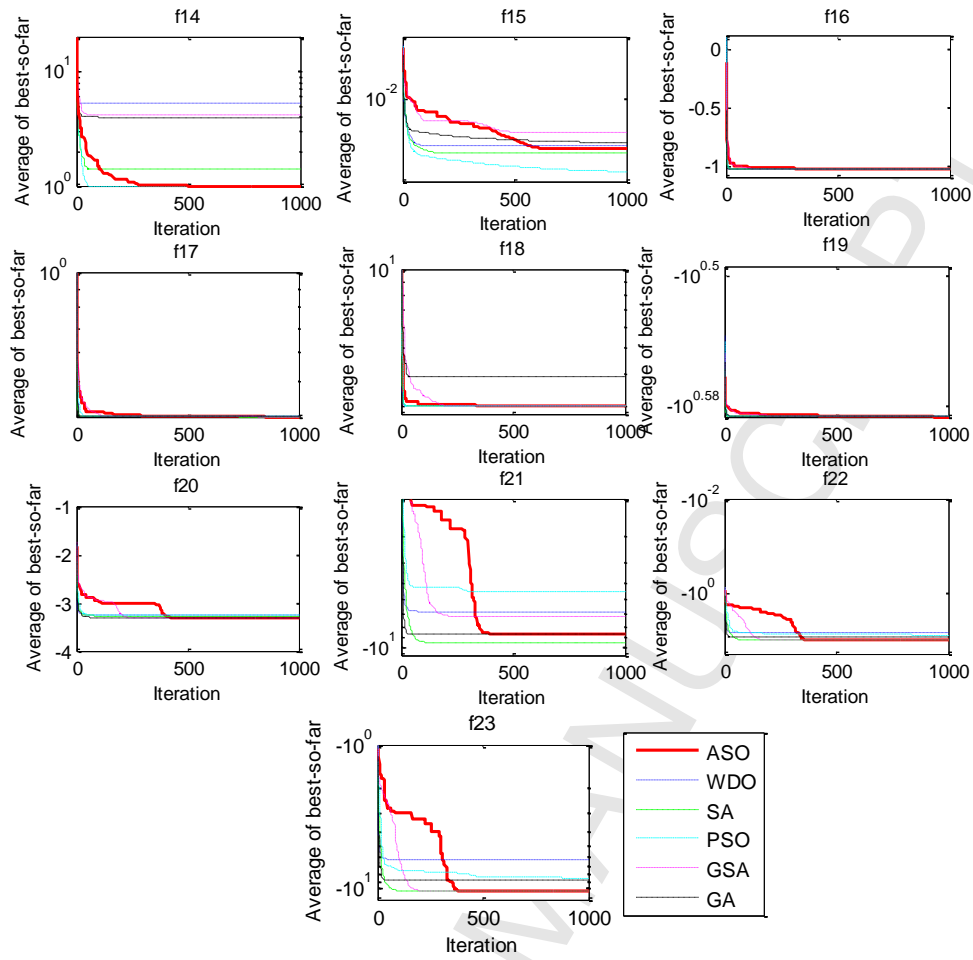 f14
Average of best-so-far
10^1
10^0
0
500
1000
Iteration
f15
Average of best-so-far
10^-2
0
500
1000
Iteration
f16
Average of best-so-far
0
-0.5
-1
0
500
1000
Iteration
f17
Average of best-so-far
10^0
0
500
1000
Iteration
f18
Average of best-so-far
10^1
0
500
1000
Iteration
f19
Average of best-so-far
-10^0.5
-10^0.58
0
500
1000
Iteration
f20
Average of best-so-far
-1
-2
-3
-4
0
500
1000
Iteration
f21
Average of best-so-far
-10^1
0
500
1000
Iteration
f22
Average of best-so-far
-10^-2
-10^0
0
500
1000
Iteration
f23
Average of best-so-far
-10^0
-10^1
0
500
1000
Iteration
ASO
WDO
SA
PSO
GSA
GA